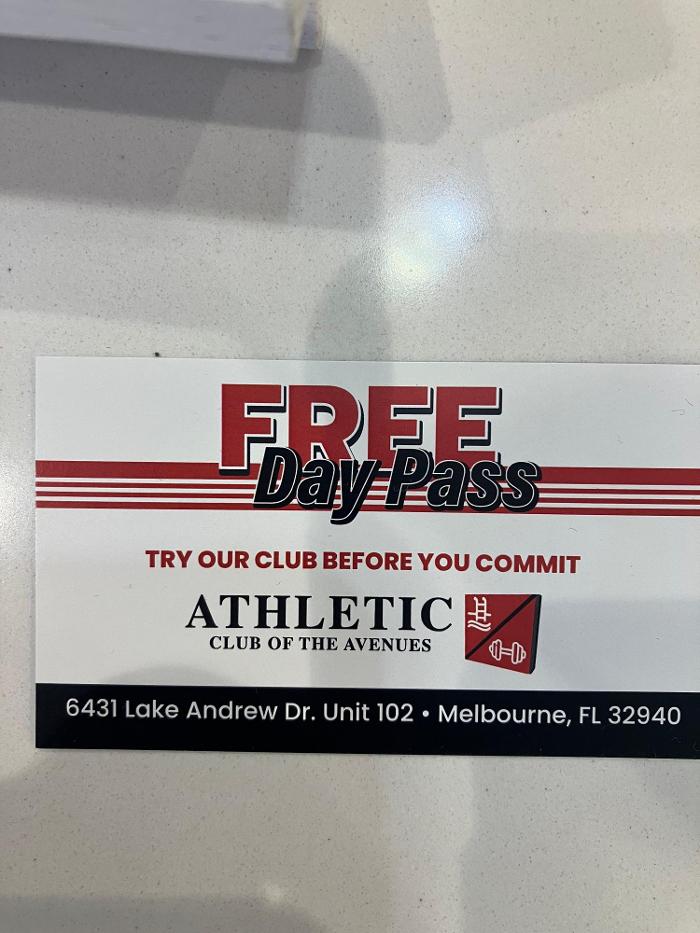 FREE
Day Pass
TRY OUR CLUB BEFORE YOU COMMIT
ATHLETIC
CLUB OF THE AVENUES
6431 Lake Andrew Dr. Unit 102 • Melbourne, FL 32940